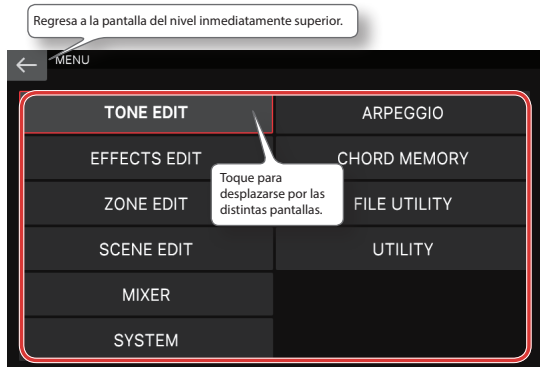 Regresa a la pantalla del nivel inmediatamente superior.
MENU
TONE EDIT
ARPEGGIO
EFFECTS EDIT
CHORD MEMORY
Toque para
desplazarse por las
distintas pantallas.
ZONE EDIT
FILE UTILITY
SCENE EDIT
UTILITY
MIXER
SYSTEM